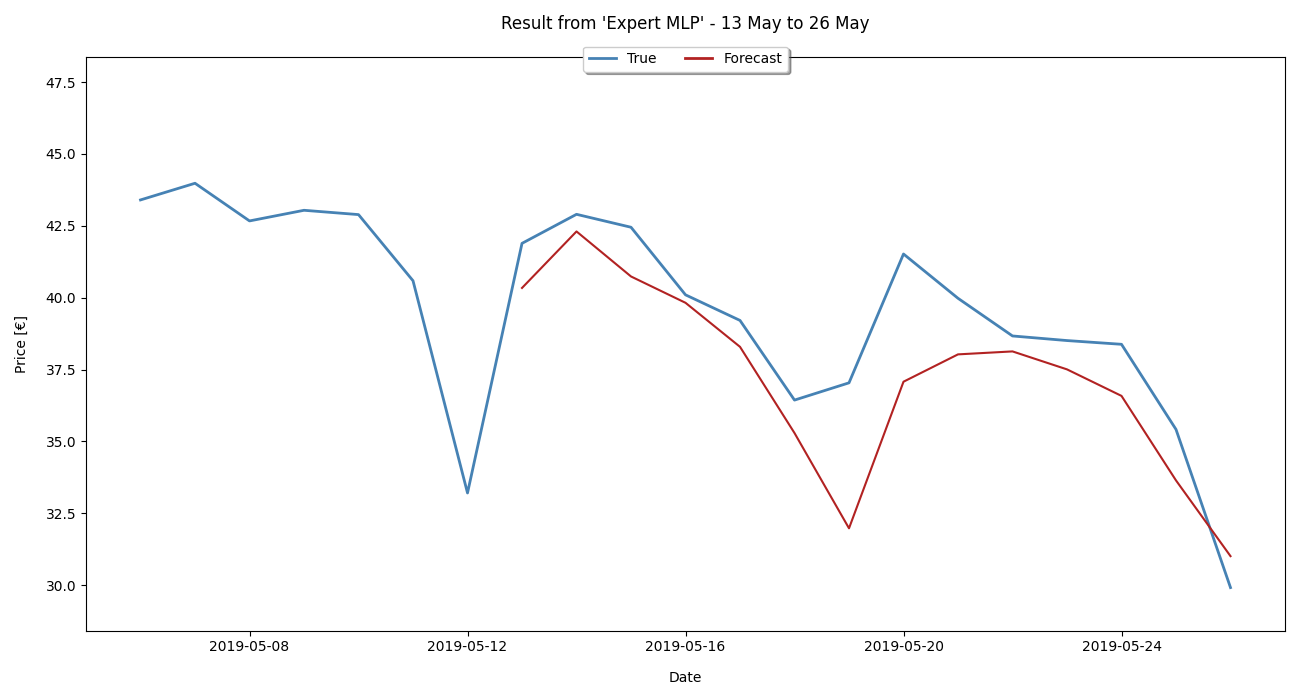 Result from 'Expert MLP' - 13 May to 26 May
True
Forecast
Price [€]
47.5
45.0
42.5
40.0
37.5
35.0
32.5
30.0
2019-05-08
2019-05-12
2019-05-16
2019-05-20
2019-05-24
Date